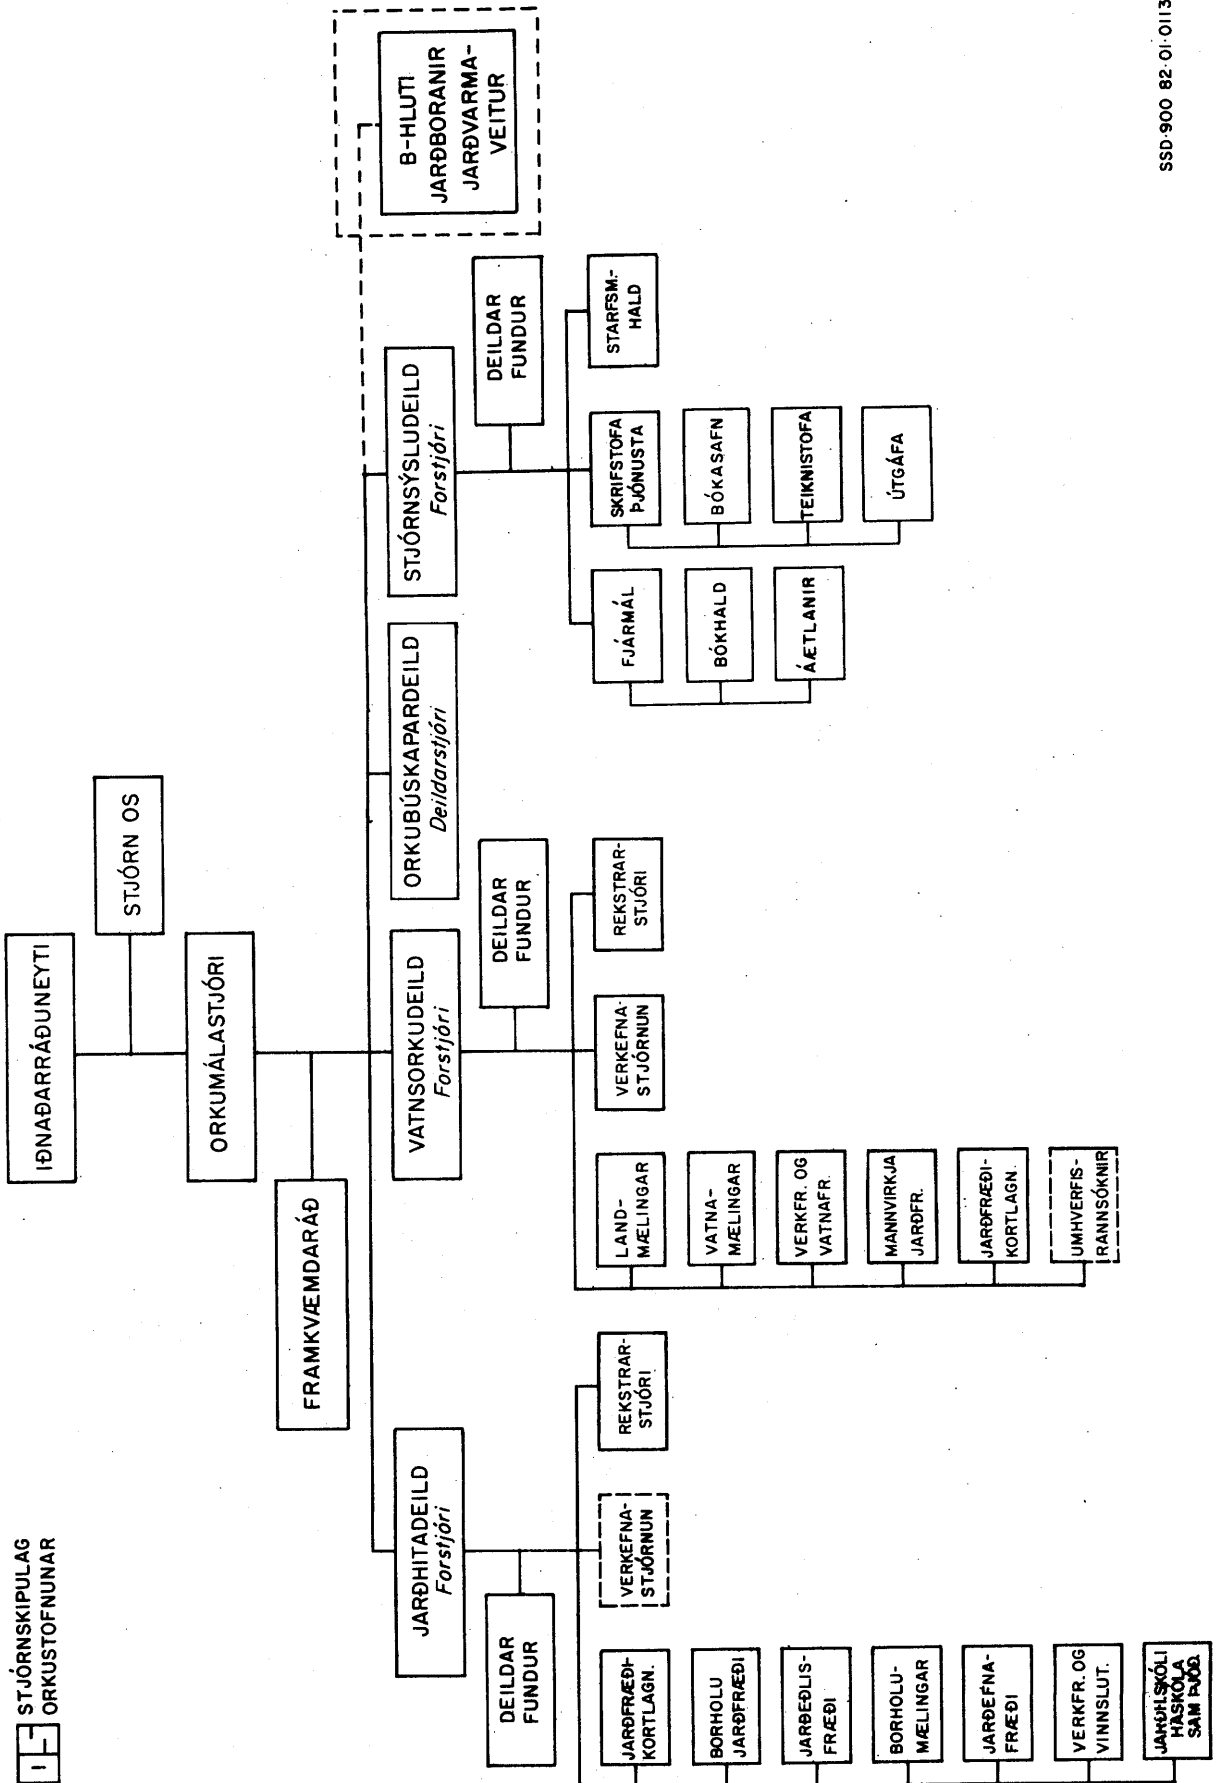 STJÓRNSKIPULAG
ORKUSTOFNUNAR
IÐNAÐARRÁÐUNEYTI
STJÓRN OS
ORKUMÁLASTJÓRI
FRAMKVÆMDARÁÐ
JARÐHITADEILD
Forstjóri
DEILDAR
FUNDUR
JARÐFRÆÐI-
KORTLAGN.
BORHOLU
JARÐFRÆÐI
JARÐEÐLIS-
FRÆÐI
BORHOLU-
MÆLINGAR
JARÐEFNA-
FRÆÐI
VERKFR. OG
VINNSLUT.
JARÐH.SKÓLI
HÁSKÓLA
SAM ÞJÓÐ.
VERKEFNA-
STJÓRNUN
REKSTRAR-
STJÓRI
VATNSORKUDEILD
Forstjóri
DEILDAR
FUNDUR
LAND-
MÆLINGAR
VATNA-
MÆLINGAR
VERKFR. OG
VATNAFR.
MANNVIRKJA
JARÐFR.
JARÐFRÆÐI-
KORTLAGN.
UMHVERFIS-
RANNSÓKNIR
VERKEFNA-
STJÓRNUN
REKSTRAR-
STJÓRI
ORKUBÚSKAPARDEILD
Deildarstjóri
STJÓRNSÝSLUDEILD
Forstjóri
DEILDAR
FUNDUR
FJÁRMÁL
BÓKHALD
ÁÆTLANIR
SKRIFSTOFA
ÞJÓNUSTA
BÓKASAFN
TEIKNISTOFA
ÚTGÁFA
STARFSM.-
HALD
B-HLUTI
JARÐBORANIR
JARÐVARMA-
VEITUR
SSD-900 82·01·0113